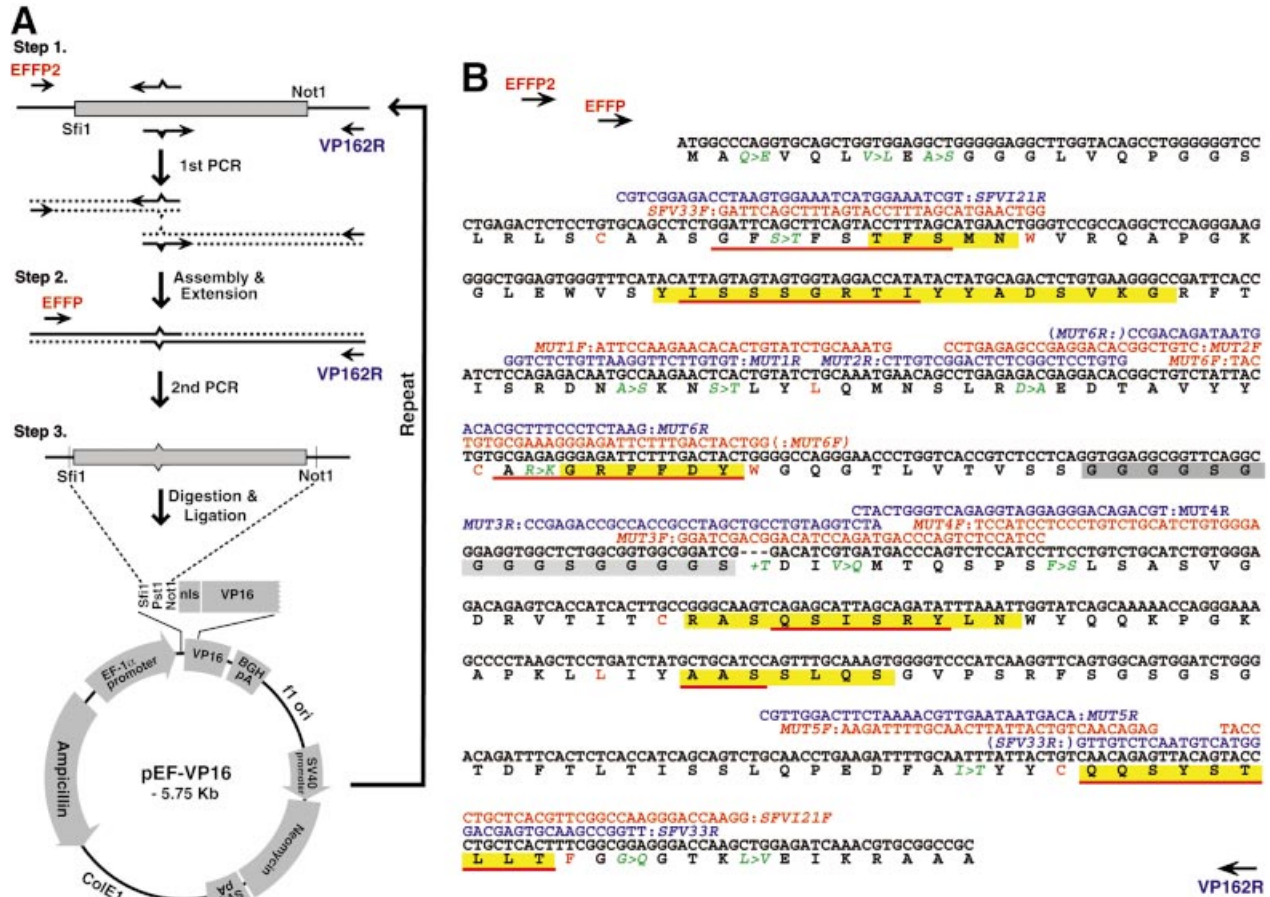 A
Step 1.
EFFP2
Not1
Sfi1
VP162R
1st PCR
Step 2.
Assembly &
Extension
EFFP
VP162R
2nd PCR
Repeat
Step 3.
Sfi1
Not1
Digestion &
Ligation
Sfi1
Pst1
Not1
nls
VP16
EF-1α
promoter
VP16
BGH
pA
f1 ori
SV40
promoter
Neomycin
pA
ColE1
Ampicillin
pEF-VP16
- 5.75 Kb
B
EFFP2
EFFP
ATGGCCCAGGTGCAGCTGGTGGAGGCTGGGGGAGGCTTGGTACAGCCTGGGGGGTCC
M A Q>E V Q L V>L E A>S G G G L V Q P G G S
CGTCGGAGACCTAAGTGGAAATCATGGAAATCGT:SFVI21R
SFV33F:GATTCAGCTTTAGTACCTTTAGCATGAACTGG
CTGAGACTCTCCTGTGCAGCCTCTGGATTCAGCTTCAGTACCTTTAGCATGAACTGGGTCCGCCAGGCTCCAGGGAAG
L R L S C A A S G F S>T F S T F S M N W V R Q A P G K
GGGCTGGAGTGGGTTTCATACATTAGTAGTAGTGGTAGGACCATATACTATGCAGACTCTGTGAAGGGCCGATTCACC
G L E W V S Y I S S S G R T I Y Y A D S V K G R F T
(MUT6R:)CCGACAGATAATG
MUT1F:ATTCCAAGAACACACTGTATCTGCAAATG CCTGAGAGCCGAGGACACGGCTGTC:MUT2F
GGTCTCTGTTAAGGTTCTTGTGT:MUT1R MUT2R:CTTGTCGGACTCTCGGCTCCTGTG MUT6F:TAC
ATCTCCAGAGACAATGCCAAGAACTCACTGTATCTGCAAATGAACAGCCTGAGAGACGAGGACACGGCTGTCTATTAC
I S R D N A>S K N S>T L Y L Q M N S L R D>A E D T A V Y Y
ACACGCTTTCCCTCTAAG:MUT6R
TGTGCGAAAGGGAGATTCTTTGACTACTGG(:MUT6F)
TGTGCGAGAGGGAGATTCTTTGACTACTGGGGCCAGGGAACCCTGGTCACCGTCTCCTCAGGTGGAGGCGGTTCAGGC
C A R>K G R F F D Y W G Q G T L V T V S S G G G G S G
CTACTGGGTCAGAGGTAGGAGGGACAGACGT:MUT4R
MUT3R:CCGAGACCGCCACCGCCTAGCTGCCTGTAGGTCTA MUT4F:TCCATCCTCCCTGTCTGCATCTGTGGGA
MUT3F:GGATCGACGGACATCCAGATGACCCAGTCTCCATCC
GGAGGTGGCTCTGGCGGTGGCGGATCG---GACATCGTGATGACCCAGTCTCCATCCTTCCTGTCTGCATCTGTGGGA
G G G S G G G G S +T D I V>Q M T Q S P S F>S L S A S V G
GACAGAGTCACCATCACTTGCCGGGCAAGTCAGAGCATTAGCAGATATTTAAATTGGTATCAGCAAAAACCAGGGAAA
D R V T I T C R A S Q S I S R Y L N W Y Q Q K P G K
GCCCCTAAGCTCCTGATCTATGCTGCATCCAGTTTGCAAAGTGGGGTCCCATCAAGGTTCAGTGGCAGTGGATCTGGG
A P K L L I Y A A S S L Q S G V P S R F S G S G S G
CGTTGGACTTCTAAAACGTTGAATAATGACA:MUT5R
MUT5F:AAGATTTTGCAACTTATTACTGTCAACAGAG TACC
(SFV33R:)GTTGTCTCAATGTCATGG
ACAGATTTCACTCTCACCATCAGCAGTCTGCAACCTGAAGATTTTGCAATTTATTACTGTCAACAGAGTTACAGTACC
T D F T L T I S S L Q P E D F A I>T Y Y C Q Q S Y S T
CTGCTCACGTTCGGCCAAGGGACCAAGG:SFVI21F
GACGAGTGCAAGCCGGTT:SFV33R
CTGCTCACTTTCGGCGGAGGGACCAAGCTGGAGATCAAACGTGCGGCCGC
L L T F G G>Q G T K L>V E I K R A A A
VP162R